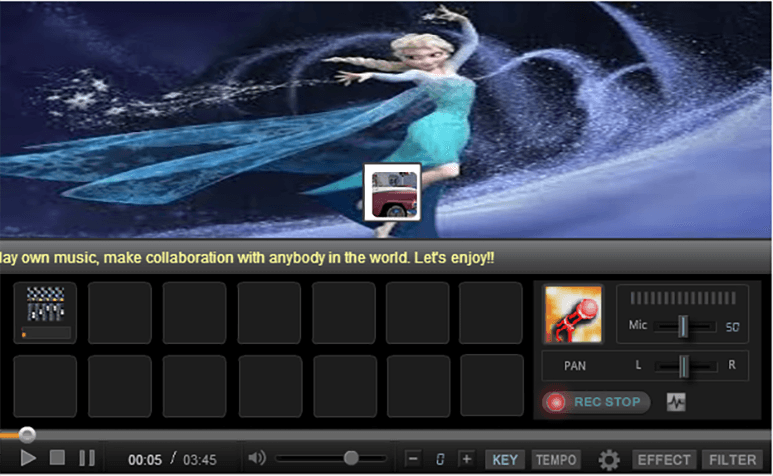 lay own music, make collaboration with anybody in the world. Let's enjoy!!
Mic 50
PAN L R
REC STOP
00:05 / 03:45 − 0 + KEY TEMPO EFFECT FILTER